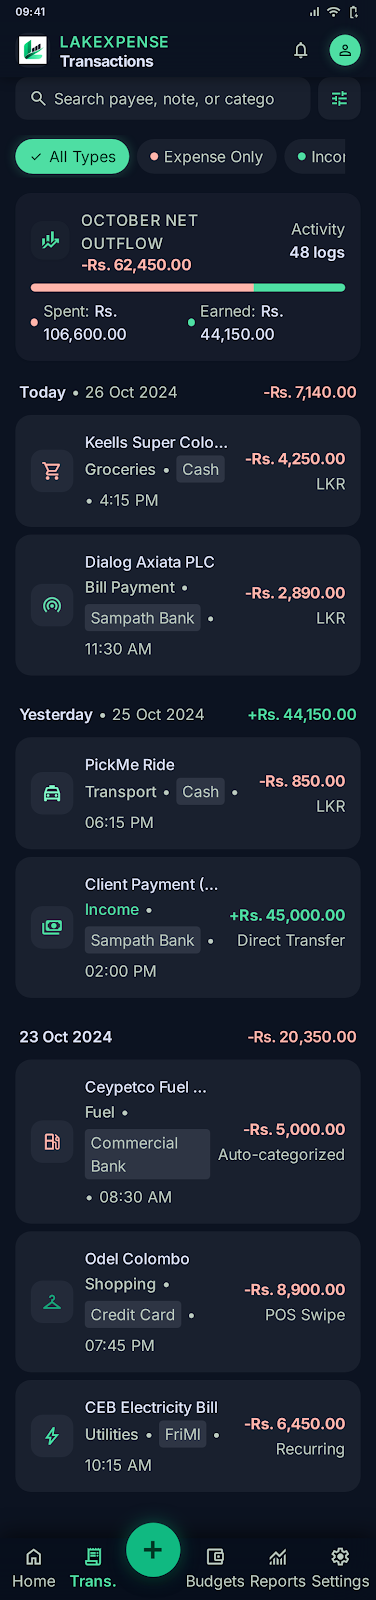 09:41
LAKEXPENSE
Transactions
Search payee, note, or catego
All Types
Expense Only
Incor
OCTOBER NET
OUTFLOW
-Rs. 62,450.00
Activity
48 logs
Spent: Rs.
106,600.00
Earned: Rs.
44,150.00
Today • 26 Oct 2024
-Rs. 7,140.00
Keells Super Colo...
Groceries • Cash
• 4:15 PM
-Rs. 4,250.00
LKR
Dialog Axiata PLC
Bill Payment •
Sampath Bank •
11:30 AM
-Rs. 2,890.00
LKR
Yesterday • 25 Oct 2024
+Rs. 44,150.00
PickMe Ride
Transport • Cash •
06:15 PM
-Rs. 850.00
LKR
Client Payment (...
Income •
Sampath Bank •
02:00 PM
+Rs. 45,000.00
Direct Transfer
23 Oct 2024
-Rs. 20,350.00
Ceypetco Fuel ...
Fuel •
Commercial
Bank
• 08:30 AM
-Rs. 5,000.00
Auto-categorized
Odel Colombo
Shopping •
Credit Card •
07:45 PM
-Rs. 8,900.00
POS Swipe
CEB Electricity Bill
Utilities • FriMI •
10:15 AM
-Rs. 6,450.00
Recurring
Home
Trans.
Budgets
Reports
Settings